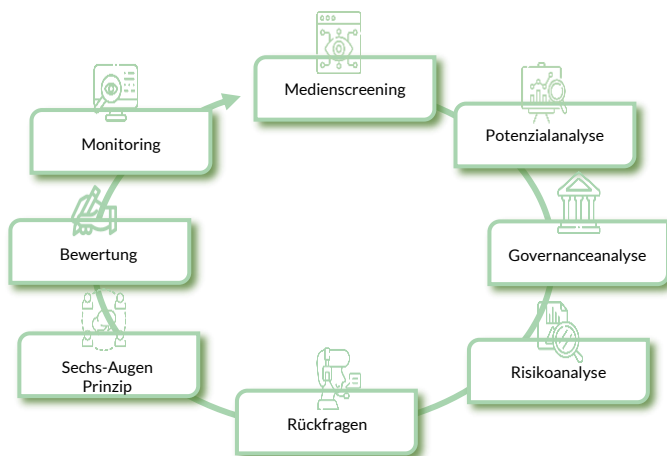 Medienscreening
Potenzialanalyse
Governanceanalyse
Risikoanalyse
Rückfragen
Sechs-Augen
Prinzip
Bewertung
Monitoring